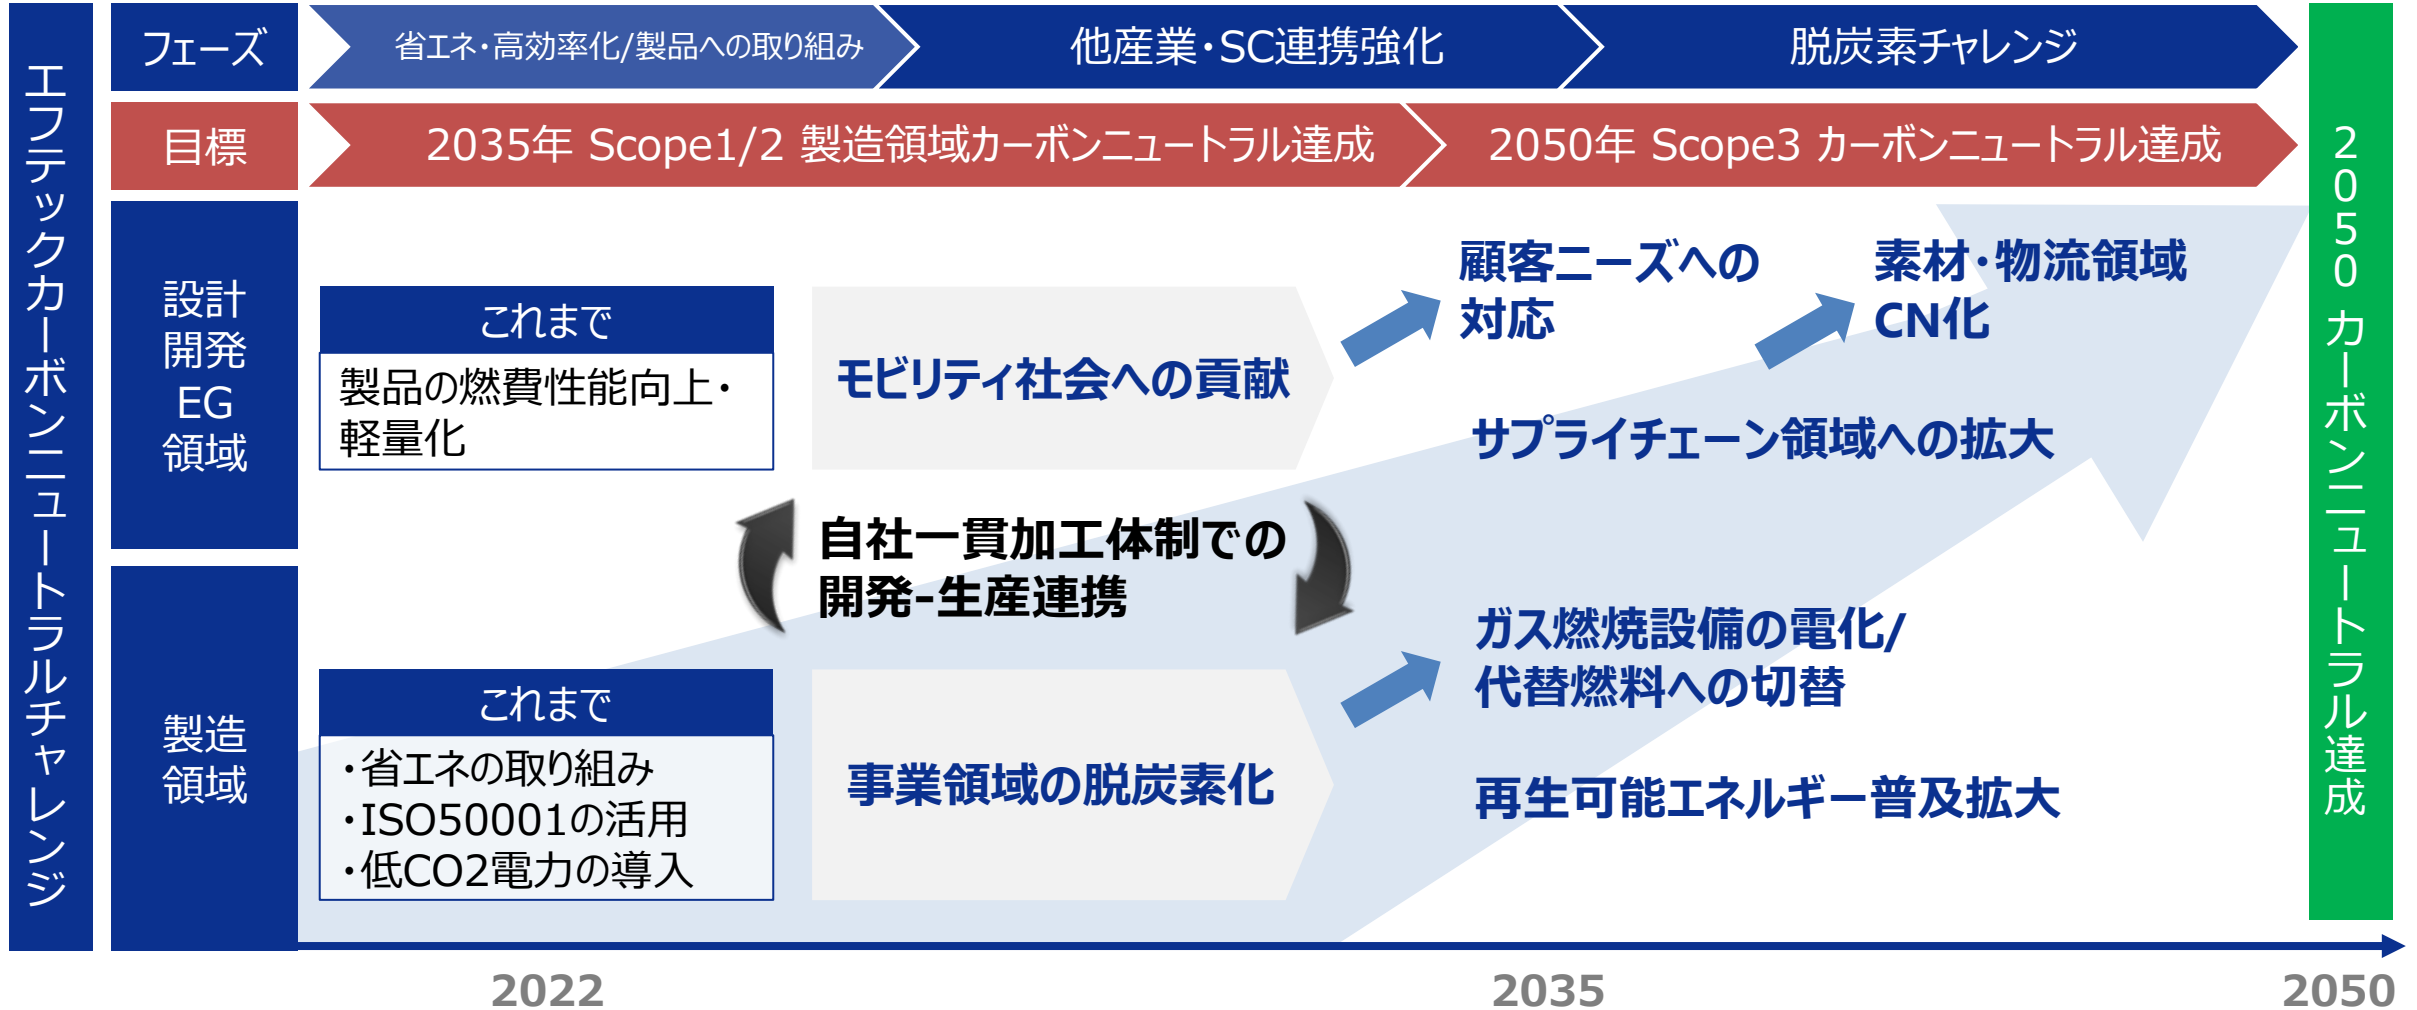 エフテックカーボンニュートラルチャレンジ
フェーズ
省エネ・高効率化/製品への取り組み
他産業・SC連携強化
脱炭素チャレンジ
目標
2035年 Scope1/2 製造領域カーボンニュートラル達成
2050年 Scope3 カーボンニュートラル達成
設計
開発
EG
領域
これまで
製品の燃費性能向上・
軽量化
モビリティ社会への貢献
顧客ニーズへの
対応
素材・物流領域
CN化
サプライチェーン領域への拡大
自社一貫加工体制での
開発-生産連携
製造
領域
これまで
・省エネの取り組み
・ISO50001の活用
・低CO2電力の導入
事業領域の脱炭素化
ガス燃焼設備の電化/
代替燃料への切替
再生可能エネルギー普及拡大
2050 カーボンニュートラル達成
2022
2035
2050